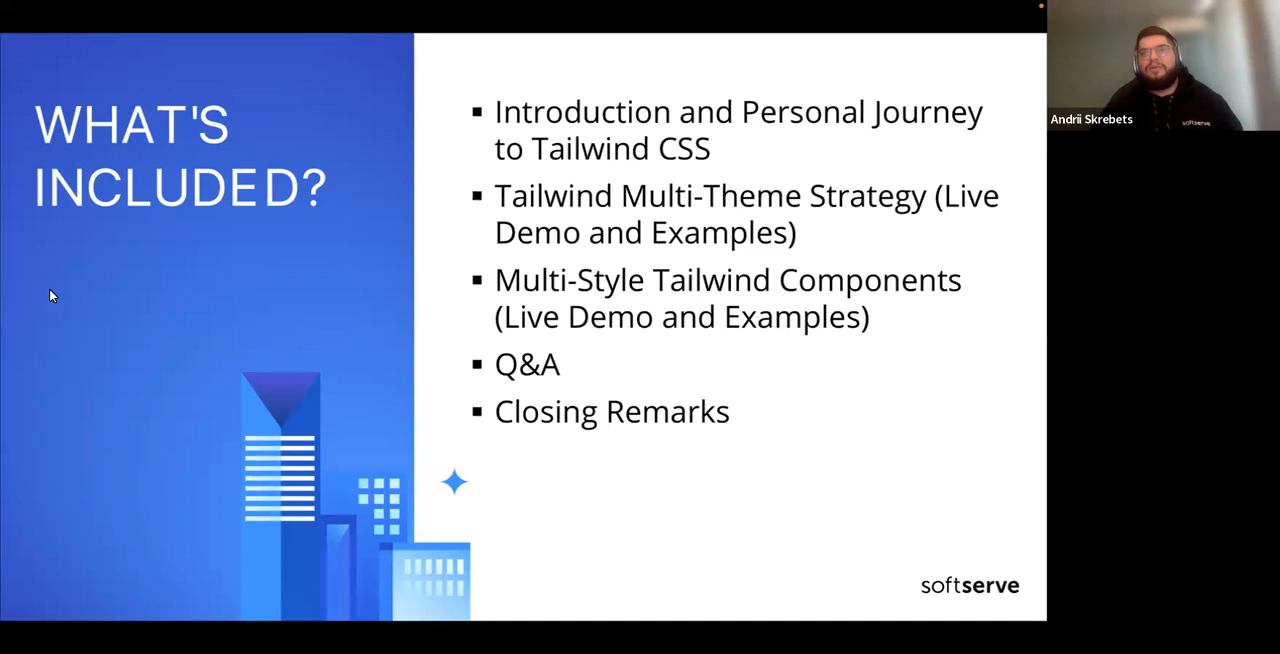 WHAT'S
INCLUDED?
▪ Introduction and Personal Journey
to Tailwind CSS
▪ Tailwind Multi-Theme Strategy (Live
Demo and Examples)
▪ Multi-Style Tailwind Components
(Live Demo and Examples)
▪ Q&A
▪ Closing Remarks
softserve
softserve
Andrii Skrebets